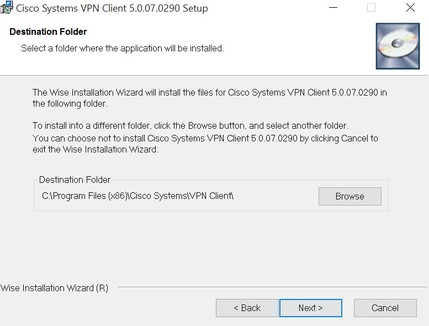 Cisco Systems VPN Client 5.0.07.0290 Setup
Destination Folder
Select a folder where the application will be installed.
The Wise Installation Wizard will install the files for Cisco Systems VPN Client 5.0.07.0290 in
the following folder.
To install into a different folder, click the Browse button, and select another folder.
You can choose not to install Cisco Systems VPN Client 5.0.07.0290 by clicking Cancel to
exit the Wise Installation Wizard.
Destination Folder
C:\Program Files (x86)\Cisco Systems\VPN Client\
Browse
Wise Installation Wizard (R)
< Back
Next >
Cancel